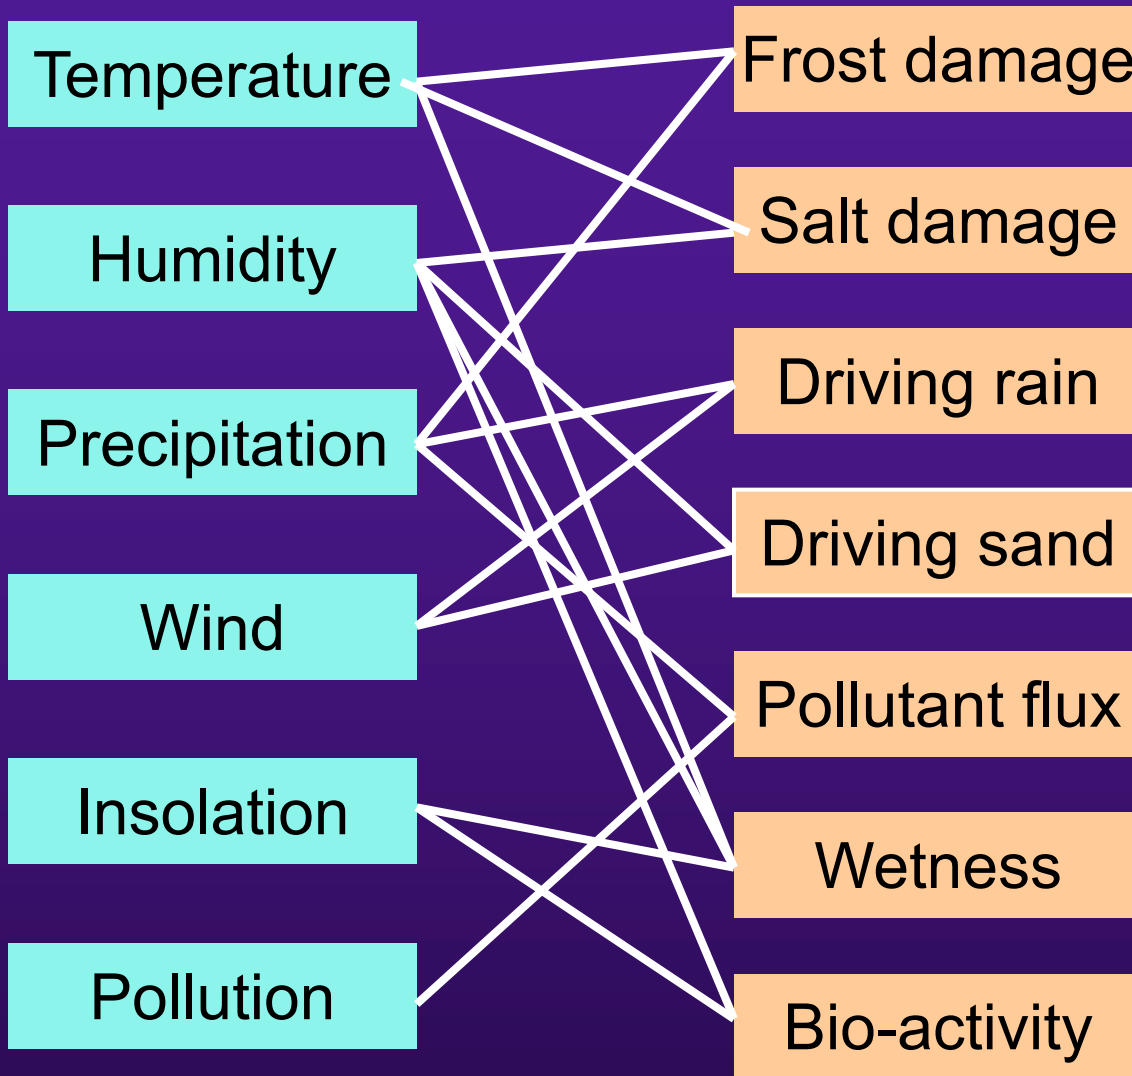 Temperature
Humidity
Precipitation
Wind
Insolation
Pollution
Frost damage
Salt damage
Driving rain
Driving sand
Pollutant flux
Wetness
Bio-activity